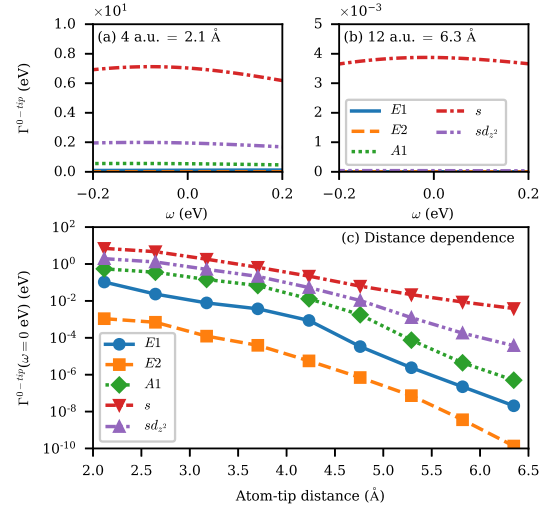 ×10¹
(a) 4 a.u. = 2.1 Å
Γ⁰⁻ᵗⁱᵖ (eV)
1.0
0.8
0.6
0.4
0.2
0.0
−0.2
0.0
0.2
ω (eV)
×10⁻³
(b) 12 a.u. = 6.3 Å
5
4
3
2
1
0
E1
E2
A1
s
sd_{z²}
−0.2
0.0
0.2
ω (eV)
(c) Distance dependence
Γ⁰⁻ᵗⁱᵖ(ω=0 eV) (eV)
10²
10⁰
10⁻²
10⁻⁴
10⁻⁶
10⁻⁸
10⁻¹⁰
E1
E2
A1
s
sd_{z²}
2.0
2.5
3.0
3.5
4.0
4.5
5.0
5.5
6.0
6.5
Atom-tip distance (Å)